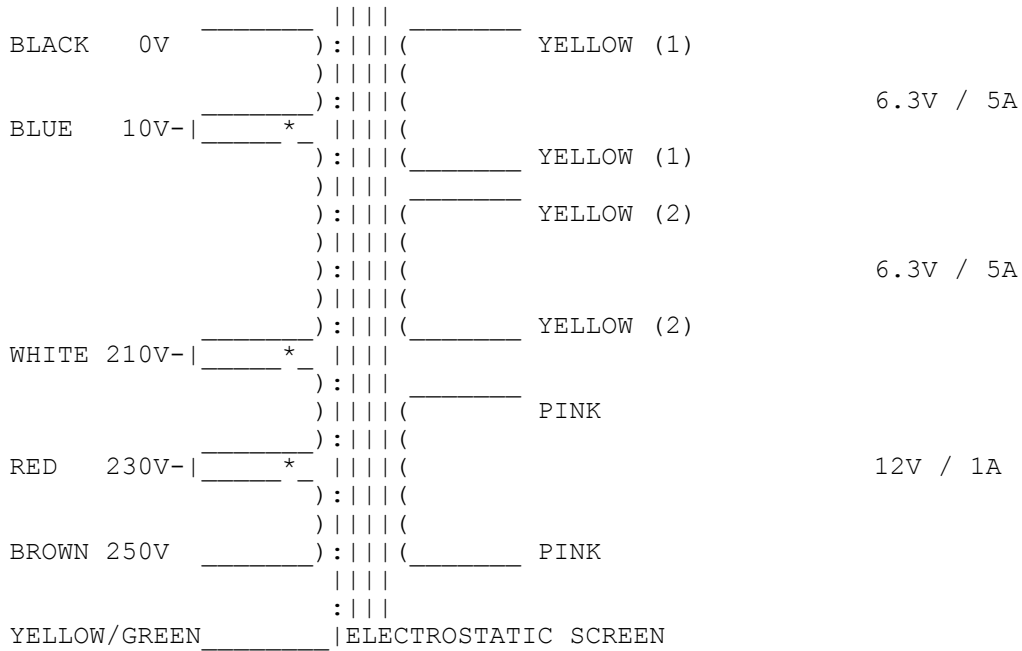 BLACK 0V YELLOW (1)
6.3V / 5A
BLUE 10V
YELLOW (1)
YELLOW (2)
6.3V / 5A
YELLOW (2)
WHITE 210V
PINK
RED 230V 12V / 1A
BROWN 250V PINK
YELLOW/GREEN ELECTROSTATIC SCREEN